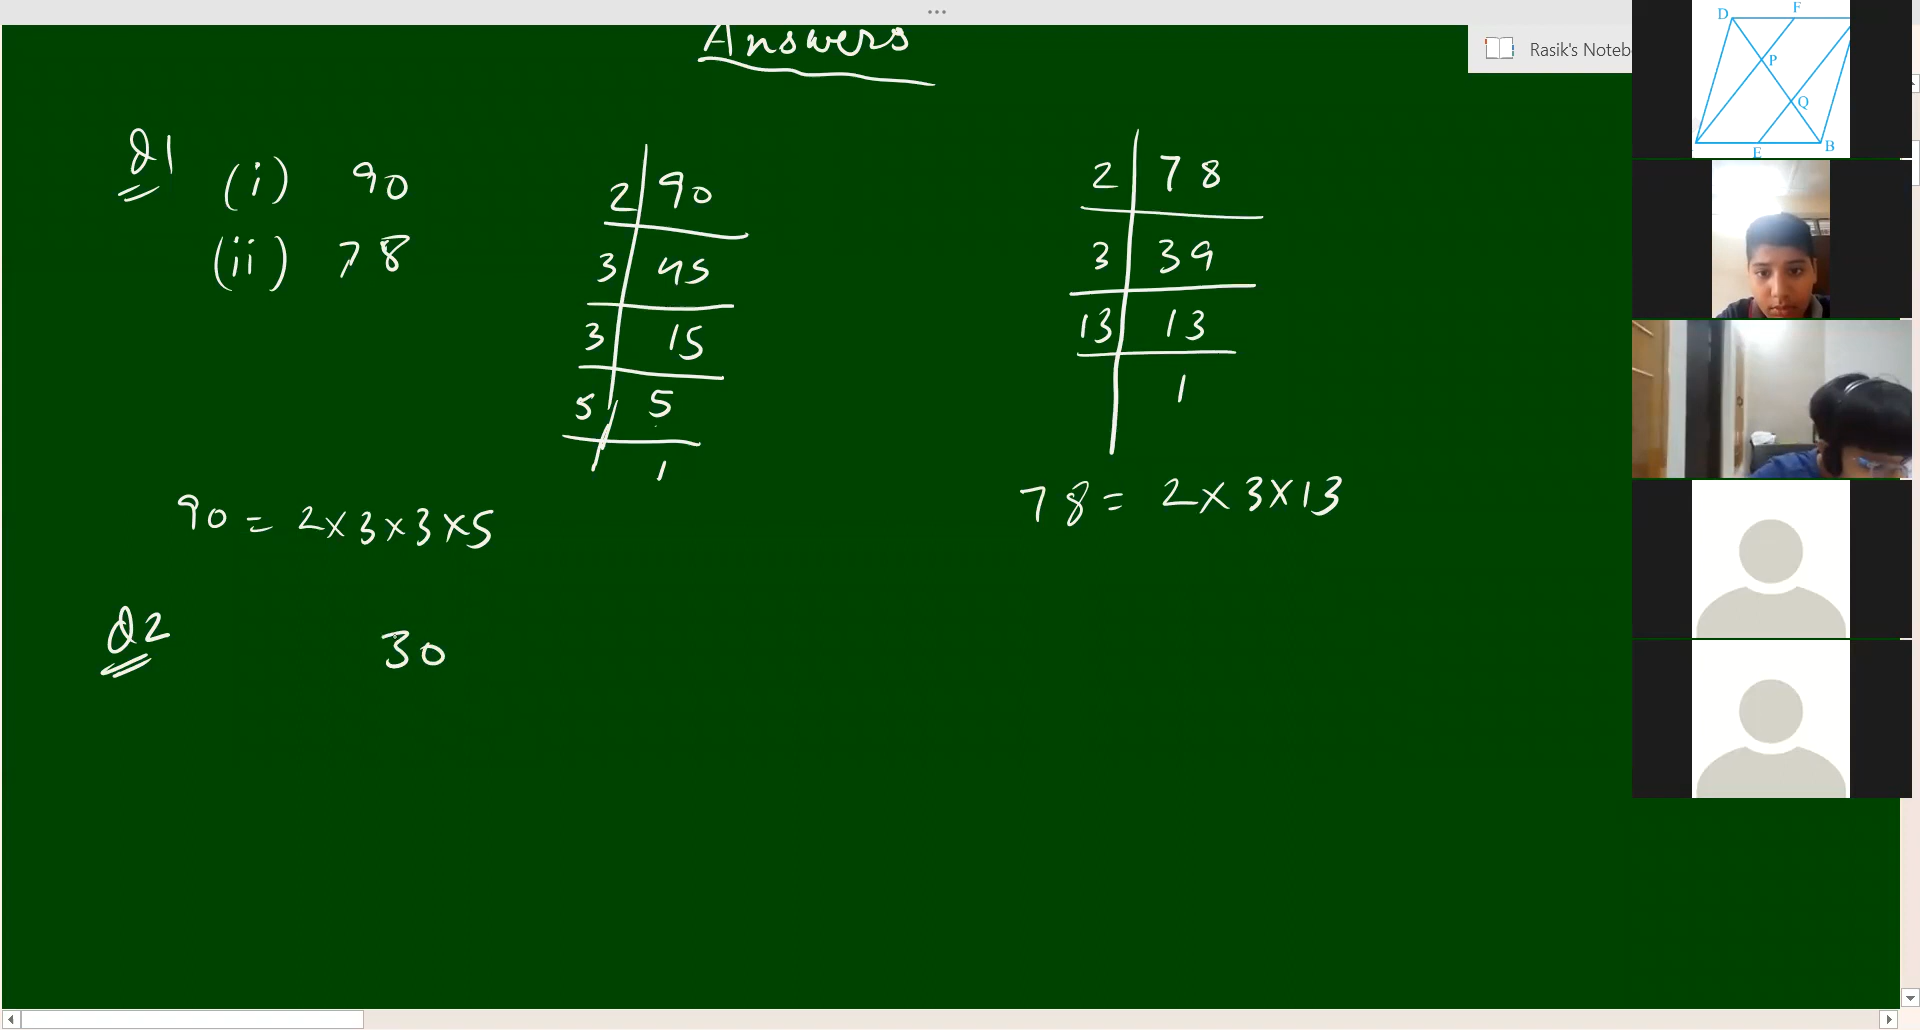 Answers
Rasik's Noteb
Q1 (i) 90
(ii) 78
2 90
3 45
3 15
5 5
1
2 78
3 39
13 13
1
90 = 2×3×3×5
78 = 2×3×13
Q2 30
D F
P
Q
E B